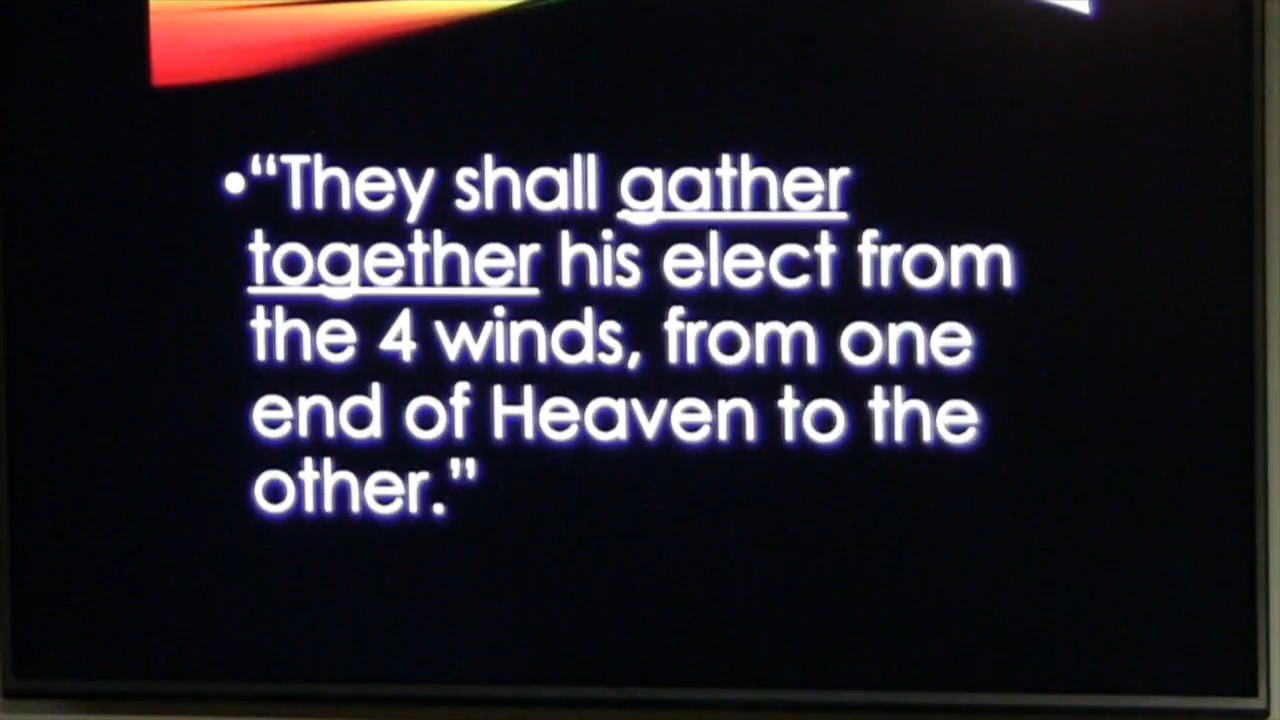 •“They shall gather
together his elect from
the 4 winds, from one
end of Heaven to the
other.”